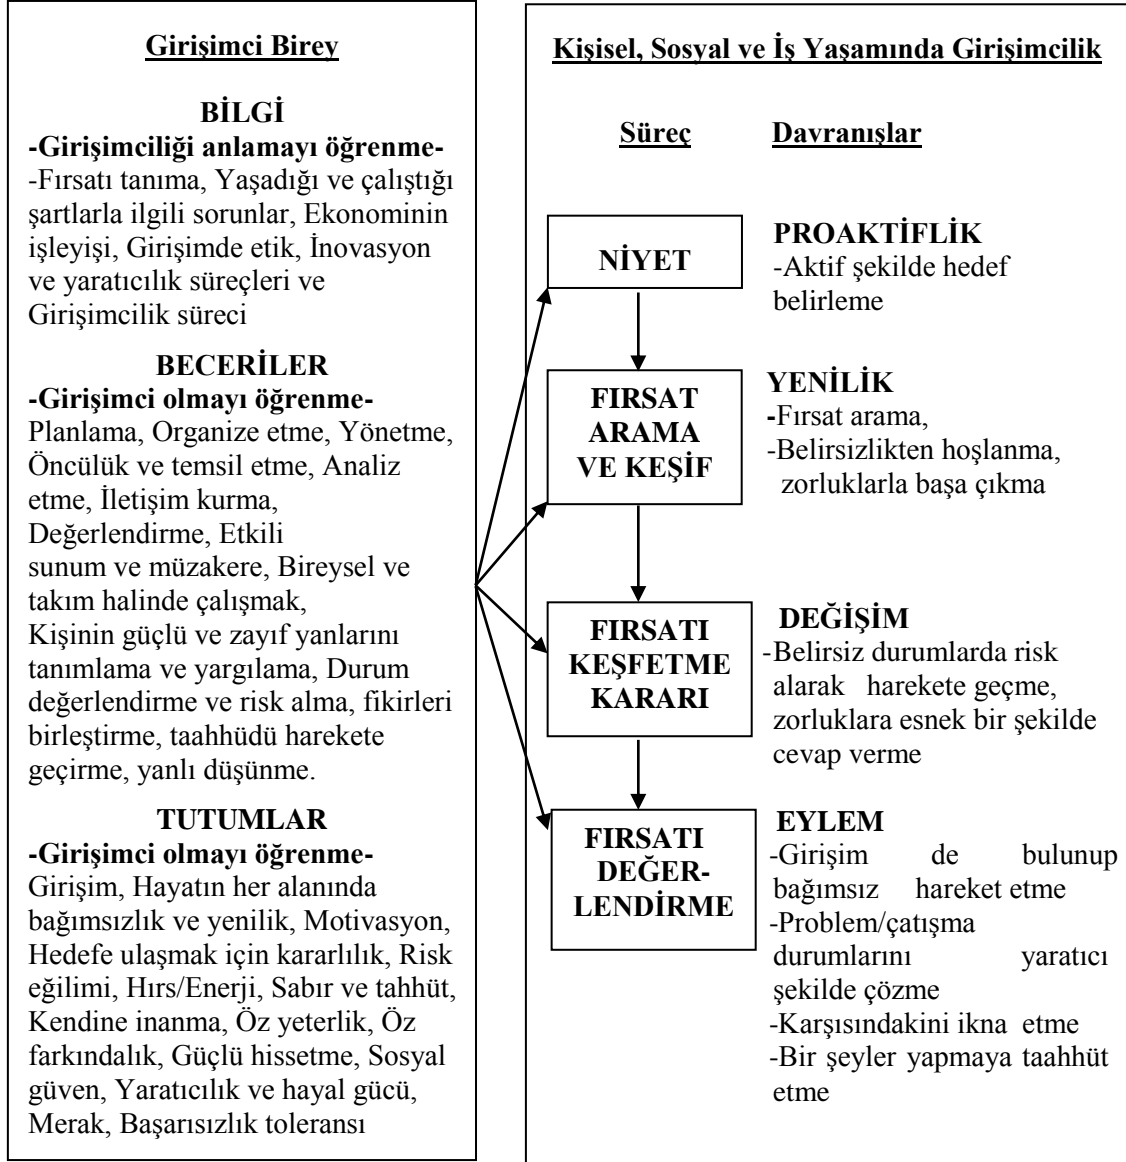 Girişimci Birey
BİLGİ
-Girişimciliği anlamayı öğrenme-
-Fırsatı tanıma, Yaşadığı ve çalıştığı
şartlarla ilgili sorunlar, Ekonominin
işleyişi, Girişimde etik, İnovasyon
ve yaratıcılık süreçleri ve
Girişimcilik süreci
BECERİLER
-Girişimci olmayı öğrenme-
Planlama, Organize etme, Yönetme,
Öncülük ve temsil etme, Analiz
etme, İletişim kurma,
Değerlendirme, Etkili
sunum ve müzakere, Bireysel ve
takım halinde çalışmak,
Kişinin güçlü ve zayıf yanlarını
tanımlama ve yargılama, Durum
değerlendirme ve risk alma, fikirleri
birleştirme, taahhüdü harekete
geçirme, yanlı düşünme.
TUTUMLAR
-Girişimci olmayı öğrenme-
Girişim, Hayatın her alanında
bağımsızlık ve yenilik, Motivasyon,
Hedefe ulaşmak için kararlılık, Risk
eğilimi, Hırs/Enerji, Sabır ve tahhüt,
Kendine inanma, Öz yeterlik, Öz
farkındalık, Güçlü hissetme, Sosyal
güven, Yaratıcılık ve hayal gücü,
Merak, Başarısızlık toleransı
Kişisel, Sosyal ve İş Yaşamında Girişimcilik
Süreç Davranışlar
NİYET
PROAKTİFLİK
-Aktif şekilde hedef
belirleme
FIRSAT
ARAMA
VE KEŞİF
YENİLİK
-Fırsat arama,
-Belirsizlikten hoşlanma,
zorluklarla başa çıkma
FIRSATI
KEŞFETME
KARARI
DEĞİŞİM
-Belirsiz durumlarda risk
alarak harekete geçme,
zorluklara esnek bir şekilde
cevap verme
FIRSATI
DEĞER-
LENDİRME
EYLEM
-Girişim de bulunup
bağımsız hareket etme
-Problem/çatışma
durumlarını yaratıcı
şekilde çözme
-Karşısındakini ikna etme
-Bir şeyler yapmaya taahhüt
etme